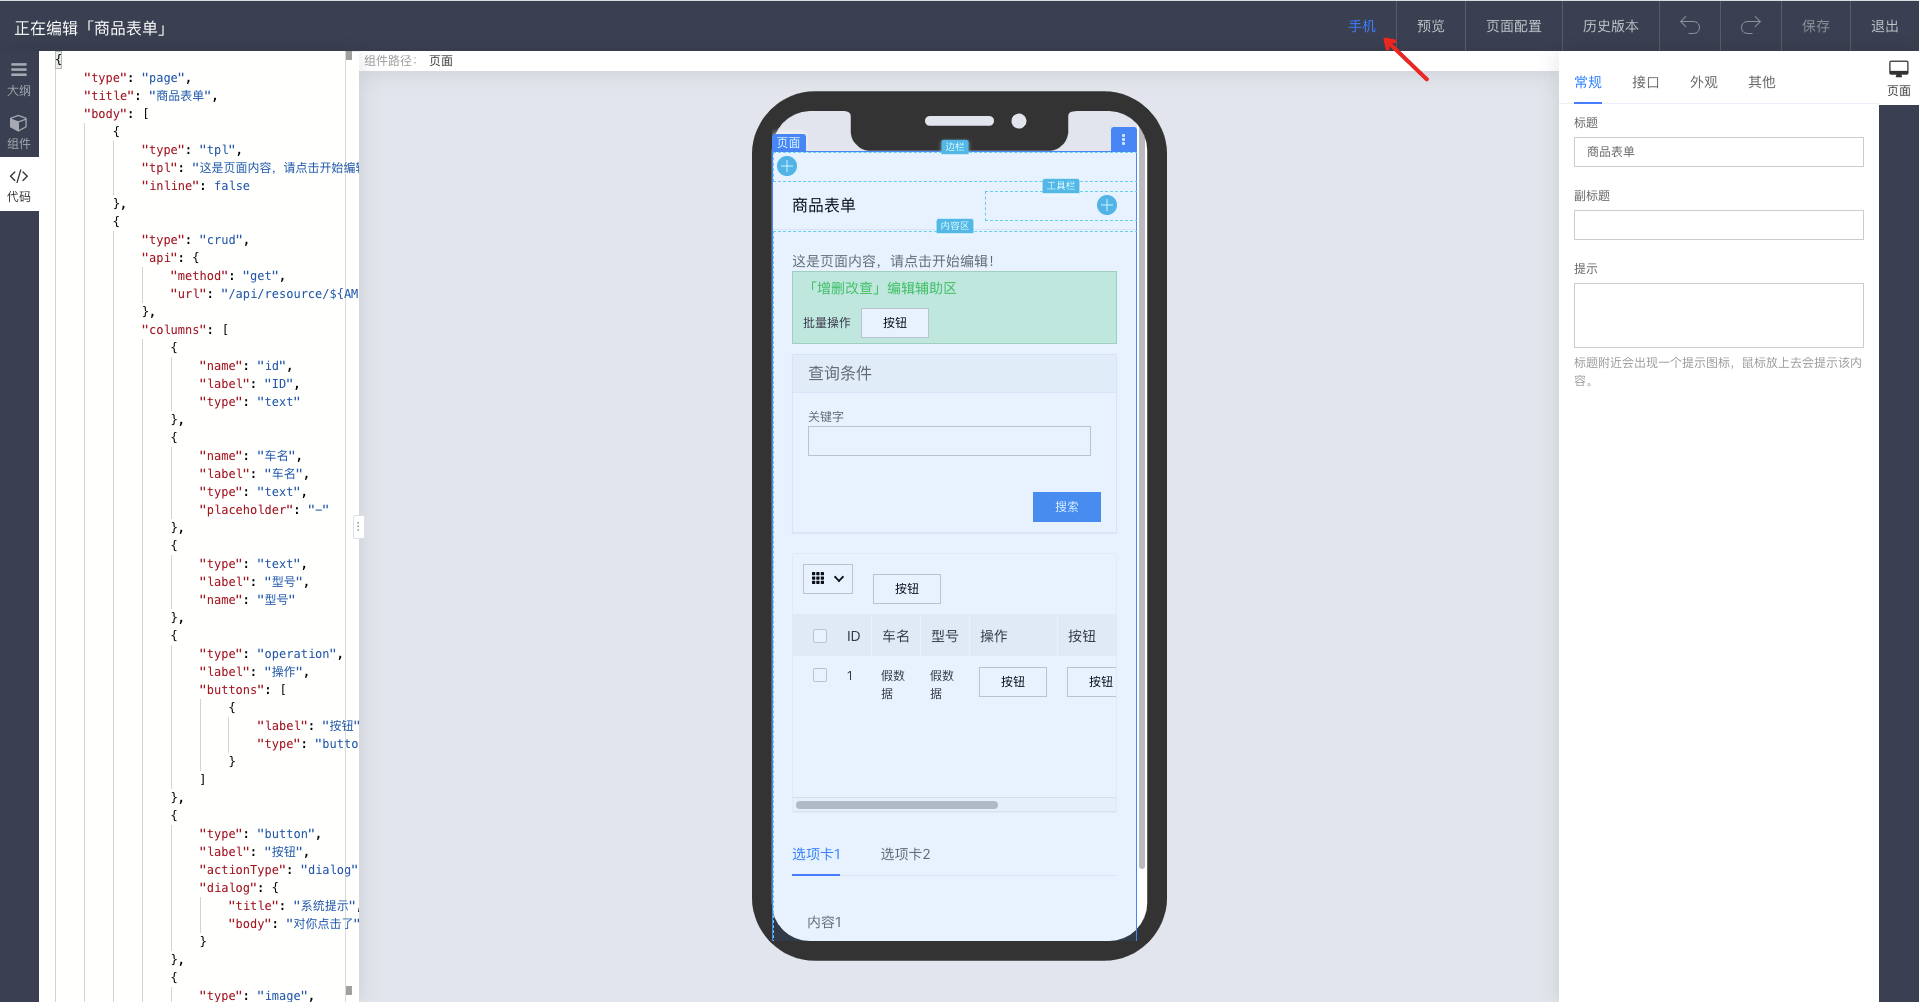 正在编辑「商品表单」
手机
预览
页面配置
历史版本
保存
退出
大纲
组件
代码
{
"type": "page",
"title": "商品表单",
"body": [
{
"type": "tpl",
"tpl": "这是页面内容，请点击开始编辑
"inline": false
},
{
"type": "crud",
"api": {
"method": "get",
"url": "/api/resource/${AM
},
"columns": [
{
"name": "id",
"label": "ID",
"type": "text"
},
{
"name": "车名",
"label": "车名",
"type": "text",
"placeholder": "-"
},
{
"type": "text",
"label": "型号",
"name": "型号"
},
{
"type": "operation",
"label": "操作",
"buttons": [
{
"label": "按钮"
"type": "butto
}
]
},
{
"type": "button",
"label": "按钮",
"actionType": "dialog"
"dialog": {
"title": "系统提示",
"body": "对你点击了"
}
},
{
"type": "image",
组件路径： 页面
页面
边栏
工具栏
商品表单
内容区
这是页面内容，请点击开始编辑！
「增删改查」编辑辅助区
批量操作 按钮
查询条件
关键字
搜索
按钮
ID 车名 型号 操作 按钮
1 假数据 假数据 按钮 按钮
选项卡1 选项卡2
内容1
常规 接口 外观 其他
标题
商品表单
副标题
提示
标题附近会出现一个提示图标，鼠标放上去会提示该内
容。
页面